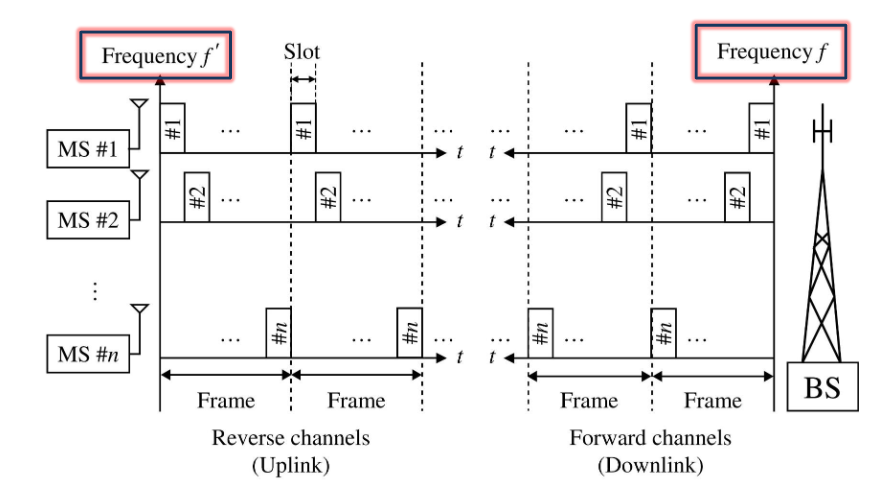 Frequency f′
Slot
Frequency f
#1 … #1 … … … … #1 … #1
MS #1
t t
#2 … #2 … … … … #2 … #2
MS #2
t t
⋮
#n
… #n … #n … … #n … #n …
MS #n
t t
Frame Frame Frame Frame
BS
Reverse channels
(Uplink)
Forward channels
(Downlink)